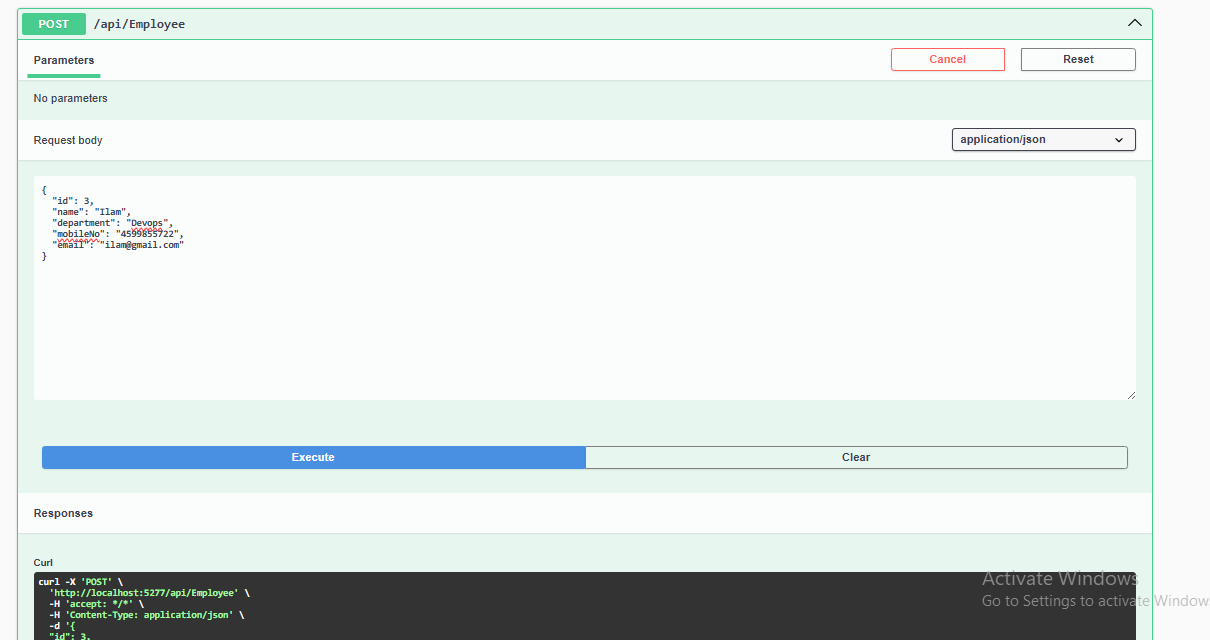 POST /api/Employee
Parameters
Cancel
Reset
No parameters
Request body
application/json
{
"id": 3,
"name": "Ilam",
"department": "Devops",
"mobileNo": "4599855722",
"email": "ilam@gmail.com"
}
Execute
Clear
Responses
Curl
curl -X 'POST' \
'http://localhost:5277/api/Employee' \
-H 'accept: */*' \
-H 'Content-Type: application/json' \
-d '{
"id": 3,
Activate Windows
Go to Settings to activate Window